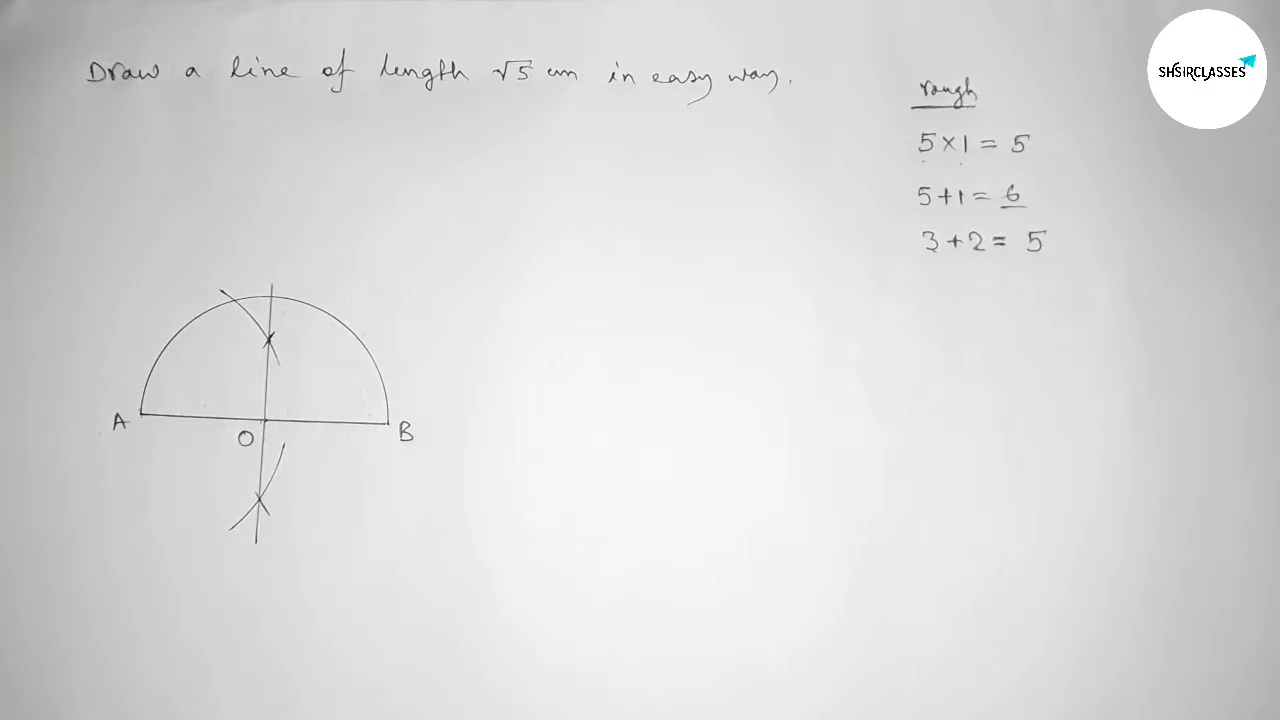 Draw a line of length √5 cm in easy way.
SHSIRCLASSES
rough
5×1 = 5
5+1 = 6
3+2 = 5
A
O
B